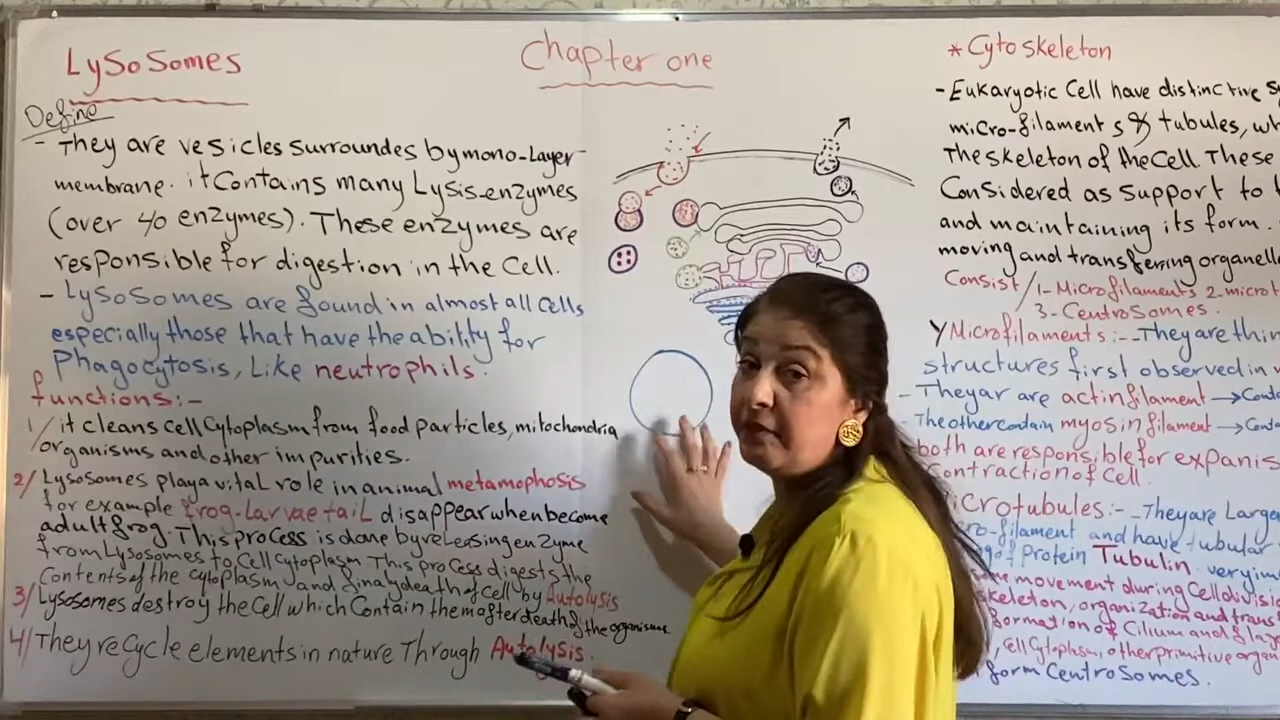 Lysosomes
Define
- They are vesicles surroundes by mono-Layer
membrane. it Contains many Lysis-enzymes
(over 40 enzymes). These enzymes are
responsible for digestion in the Cell.
- Lysosomes are found in almost all Cells
especially those that have the ability for
Phagocytosis, Like neutrophils.
functions:-
1/ it cleans cell Cytoplasm from food particles, mitochondria
organisms and other impurities.
2/ Lysosomes play a vital role in animal metamophosis
for example frog-larvae tail disappear when become
adult frog. This process is done by releasing enzyme
from Lysosomes to Cell Cytoplasm. This process digests the
Contents of the cytoplasm and finaly death of cell by Autolysis
3/ Lysosomes destroy the Cell which Contain them after death of the organisms.
4/ They recycle elements in nature Through Autolysis.
Chapter one
* Cytoskeleton
- Eukaryotic Cell have distinctive
micro-filaments & tubules,
The skeleton of the Cell. These
Considered as support to
and maintaining its form.
moving and transferring
Consist / 1- Microfilaments 2-
3- Centrosomes.
Microfilaments:- - They are
structures first observed in
- They ar are actin filament →
The other contain myosin filament →
both are responsible for
contraction of Cell.
- They are Larger
filament and have tubular
of Protein Tubulin
movement during Cell
organization and
of Cilium and
Cell Cytoplasm, other primitive
form Centrosomes.